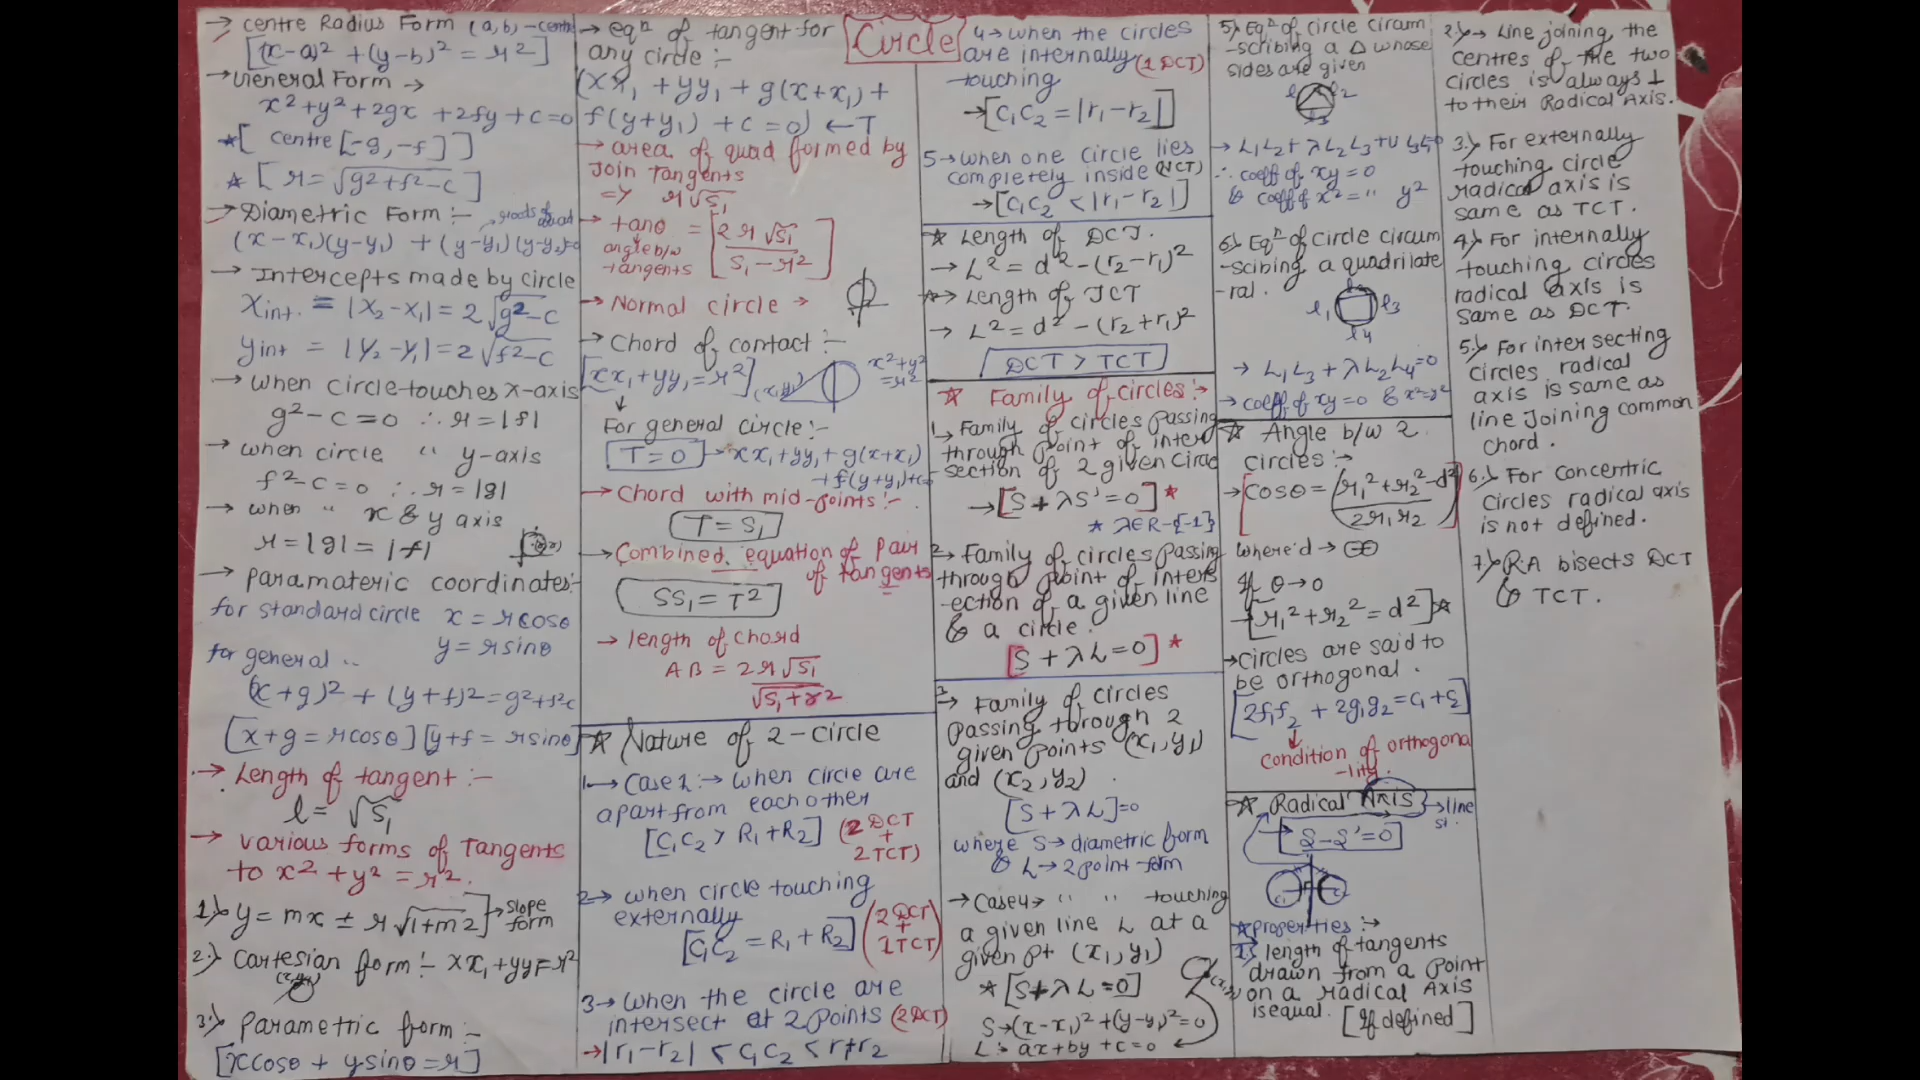 Circle
→ centre Radius Form (a,b)-centre
[(x-a)² + (y-b)² = r²]
→ General Form →
x²+y²+2gx +2fy+c=0
*[ centre [-g, -f] ]
* [ r = √g²+f²-c ]
→ Diametric Form :-
(x-x₁)(y-y₁) + (y-y₁)(y-y₂)=0
→ Intercepts made by circle
Xint. = |X₂-X₁| = 2√g²-c
yint = |Y₂-Y₁| = 2√f²-c
→ when circle touches x-axis
g²-c=0 ∴ r=|f|
→ when circle " y-axis
f²-c=0 ∴ r=|g|
→ when " x & y axis
r=|g|=|f|
→ paramateric coordinates:-
for standard circle x=rcosθ
y=rsinθ
for general "
(x+g)² + (y+f)²=g²+f²-c
[x+g=rcosθ] [y+f=rsinθ]
→ Length of tangent :-
l = √S₁
→ various forms of Tangents
to x²+y²=r².
1.) y=mx ± r√1+m2] → slope form
2.) Cartesian form :- xx₁+yy₁=r²
3.) Parametric form :-
[xcosθ + ysinθ=r]
→ eqⁿ of tangent for
any circle :-
(xx₁ + yy₁ + g(x+x₁) +
f(y+y₁) + c=0) ← T
→ area of quad formed by
Join tangents
=> r√S₁
→ tanθ = [2r√S₁ / S₁-r²]
angle b/w
tangents
→ Normal circle →
→ Chord of contact :-
[xx₁+yy₁=r²] (x₁,y₁) x²+y²
=r²
↓
For general circle:-
[T=0] → xx₁+yy₁+g(x+x₁)
+f(y+y₁)+c=0
→ Chord with mid-points :-
[T=S₁]
→ Combined equation of pair
of tangents
[SS₁=T²]
→ length of chord
AB = 2r√S₁
√S₁+r2
* Nature of 2-circle
1→ Case 1:→ when circle are
apart from each other
[C₁C₂ > R₁+R₂] (2 DCT
+
2 TCT)
2→ when circle touching
externally
[C₁C₂ = R₁+R₂] (2 DCT
+
1 TCT)
3→ when the circle are
intersect at 2 points (2DCT)
→ |r₁-r₂| < C₁C₂ < r₁+r₂
4→ when the circles
are internally (1 DCT)
touching
→ [C₁C₂ = |r₁-r₂|]
5→ when one circle lies
completely inside (NCT)
→ [C₁C₂ < |r₁-r₂|]
* Length of DCT.
→ L² = d²-(r₂-r₁)²
*→ Length of TCT
→ L² = d²-(r₂+r₁)²
[DCT > TCT]
* Family of circles :-
1→ Family of circles passing
through point of inter
-section of 2 given circle
→ [S+λS'=0] *
* λ∈R-{-1}
2→ Family of circles passing
through point of inters
-ection of a given line
& a circle.
[S+λL=0] *
3→ Family of circles
passing through 2
given points (x₁,y₁)
and (x₂,y₂)
[S+λL]=0
where S→ diametric form
& L→ 2 point form
→ Case 4→ " " touching
a given line L at a
given pt (x₁,y₁)
* [S+λL=0]
S→(x-x₁)²+(y-y₁)²=0
L:→ ax+by+c=0
5.) Eqⁿ of circle circum
-scribing a Δ whose
sides are given
→ L₁L₂+λL₂L₃+υL₃L₁=0
∴ coeff of xy=0
& coeff of x²= " y²
6.) Eqⁿ of Circle circum
-scibing a quadrilate
-ral.
l₁ l₃
l₄
→ L₁L₃+λL₂L₄=0
→ coeff of xy=0 & x²=y²
* Angle b/w 2
circles :-
→ [cosθ = (r₁²+r₂²-d² / 2r₁r₂)]
where d →
If θ→0
→ [r₁²+r₂²=d²] *
→ Circles are said to
be orthogonal.
[2f₁f₂+2g₁g₂=c₁+c₂]
↓
condition of orthogona
-lity.
* Radical Axis → line
[S-S'=0]
* Properties :→
1.) length of tangents
drawn from a point
on a radical Axis
is equal. [If defined]
2.)→ Line joining the
centres of the two
circles is always ⊥
to their Radical Axis.
3.) For externally
touching circle
radical axis is
same as TCT.
4.) For internally
touching circles
radical axis is
same as DCT.
5.) For intersecting
circles radical
axis is same as
line Joining common
chord.
6.) For concentric
circles radical axis
is not defined.
7.) R.A bisects DCT
& TCT.